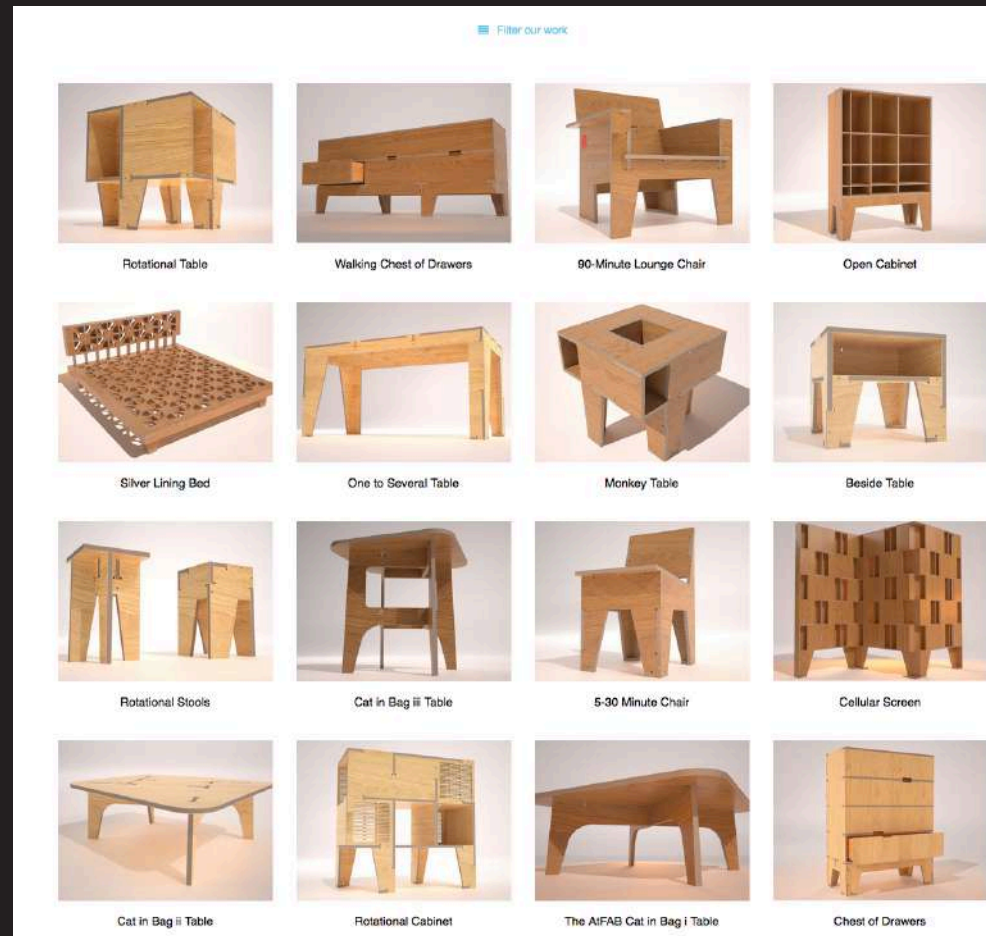 Filter our work
Rotational Table
Walking Chest of Drawers
90-Minute Lounge Chair
Open Cabinet
Silver Lining Bed
One to Several Table
Monkey Table
Beside Table
Rotational Stools
Cat in Bag iii Table
5-30 Minute Chair
Cellular Screen
Cat in Bag ii Table
Rotational Cabinet
The AtFAB Cat in Bag i Table
Chest of Drawers